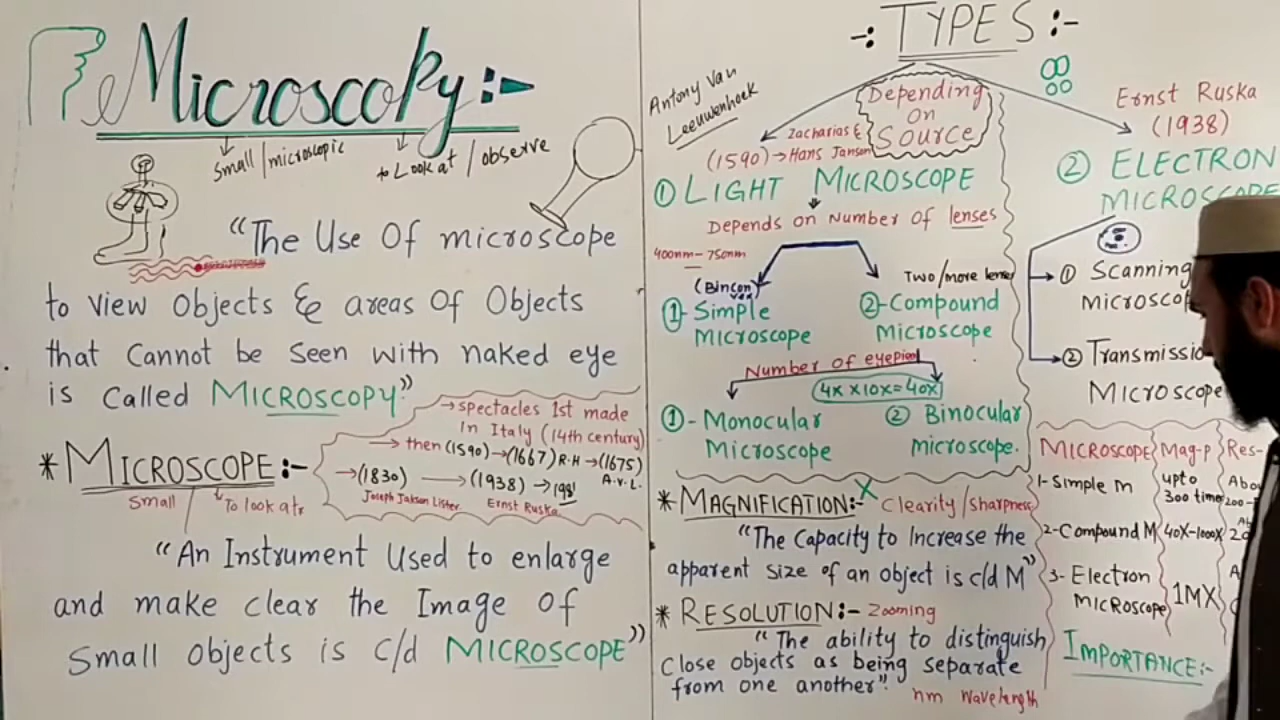 Microscopy:-
Small/microscopic
to Look at / observe
"The Use Of microscope
to view Objects & areas Of Objects
that Cannot be Seen with naked eye
is Called MICROSCOPY"
→ spectacles 1st made
In Italy (14th century)
→ then (1590) → (1667) R.H → (1675)
A.v.L.
→ (1830) → (1938) → 1981
Joseph Jakson Lister
Ernst Ruska
* MICROSCOPE:-
Small
To look at
"An Instrument Used to enlarge
and make clear the Image Of
Small objects is c/d MICROSCOPE"
-: TYPES :-
Depending
On
Source
Antony Van
Leeuwenhoek
Zacharias &
(1590) → Hans Janson
① LIGHT MICROSCOPE
Depends on Number of lenses
400nm - 750nm
(Bincon
vex)
① Simple
MICROSCOPE
Two/more lenses
②-Compound
MICROSCOPE
Number of eyepiece
4x x10x=40x
①- Monocular
Microscope
② Binocular
microscope.
Ernst Ruska
(1938)
② ELECTRON
MICROSCOPE
① Scanning
Microscop
② Transmissio
MICROSCOPE
* MAGNIFICATION:- X Clearity/sharpness
"The Capacity to Increase the
apparent Size of an object is c/d M"
* RESOLUTION:- Zooming
"The ability to distinguish
Close objects as being separate
from one another".
nm Wavelength
MICROSCOPE Mag-p Res-
1- Simple m upto
300 times
Abo
200-
2-Compound M 40x-1000x
3- Electron
MICROSCOPE 1MX
IMPORTANCE:-